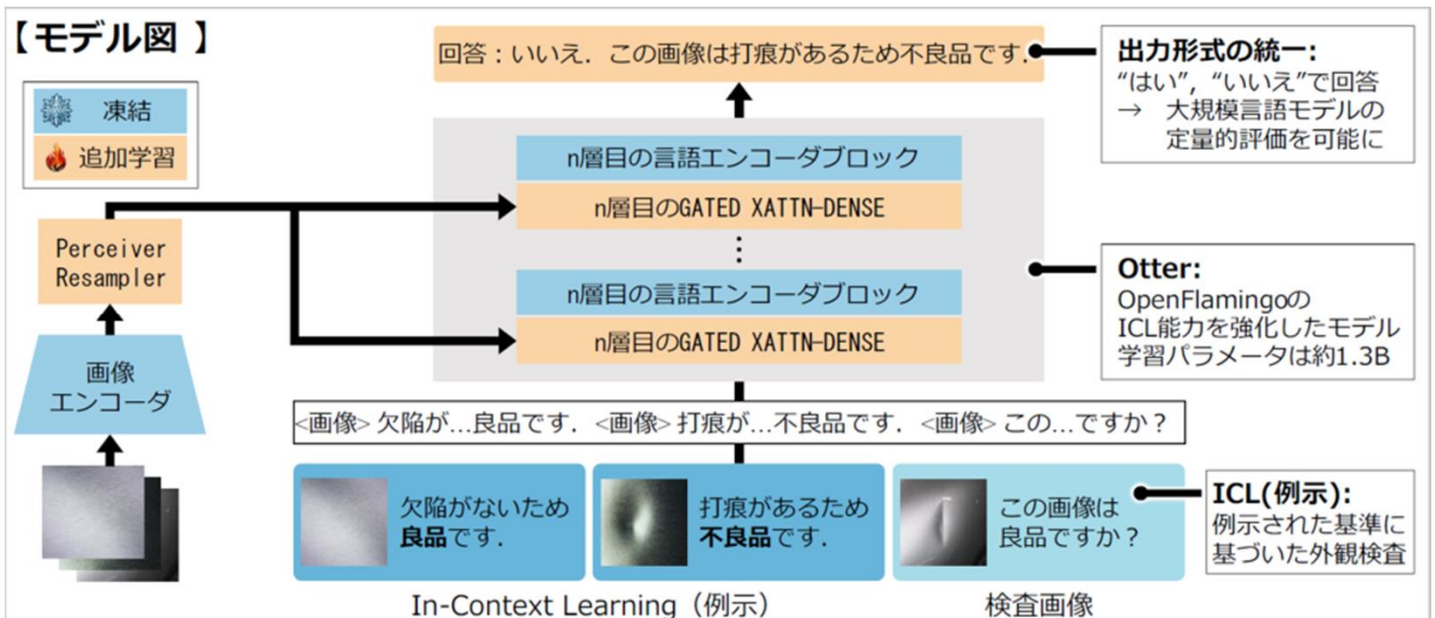 【モデル図 】
凍結
追加学習
Perceiver
Resampler
画像
エンコーダ
回答：いいえ．この画像は打痕があるため不良品です．
n層目の言語エンコーダブロック
n層目のGATED XATTN-DENSE
⋮
n層目の言語エンコーダブロック
n層目のGATED XATTN-DENSE
<画像> 欠陥が…良品です．<画像> 打痕が…不良品です．<画像> この…ですか？
欠陥がないため
良品です．
打痕があるため
不良品です．
この画像は
良品ですか？
In-Context Learning（例示）
検査画像
出力形式の統一:
“はい”, “いいえ”で回答
→ 大規模言語モデルの
定量的評価を可能に
Otter:
OpenFlamingoの
ICL能力を強化したモデル
学習パラメータは約1.3B
ICL(例示):
例示された基準に
基づいた外観検査